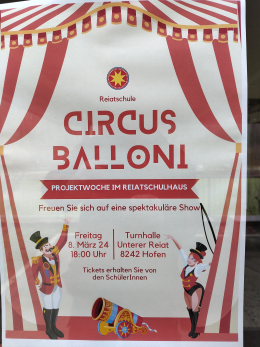 Reiatschule
CIRCUS
BALLONI
PROJEKTWOCHE IM REIATSCHULHAUS
Freuen Sie sich auf eine spektakuläre Show!
Freitag
8. März 24
18:00 Uhr
Turnhalle
Unterer Reiat
8242 Hofen
Tickets erhalten Sie von
den SchülerInnen